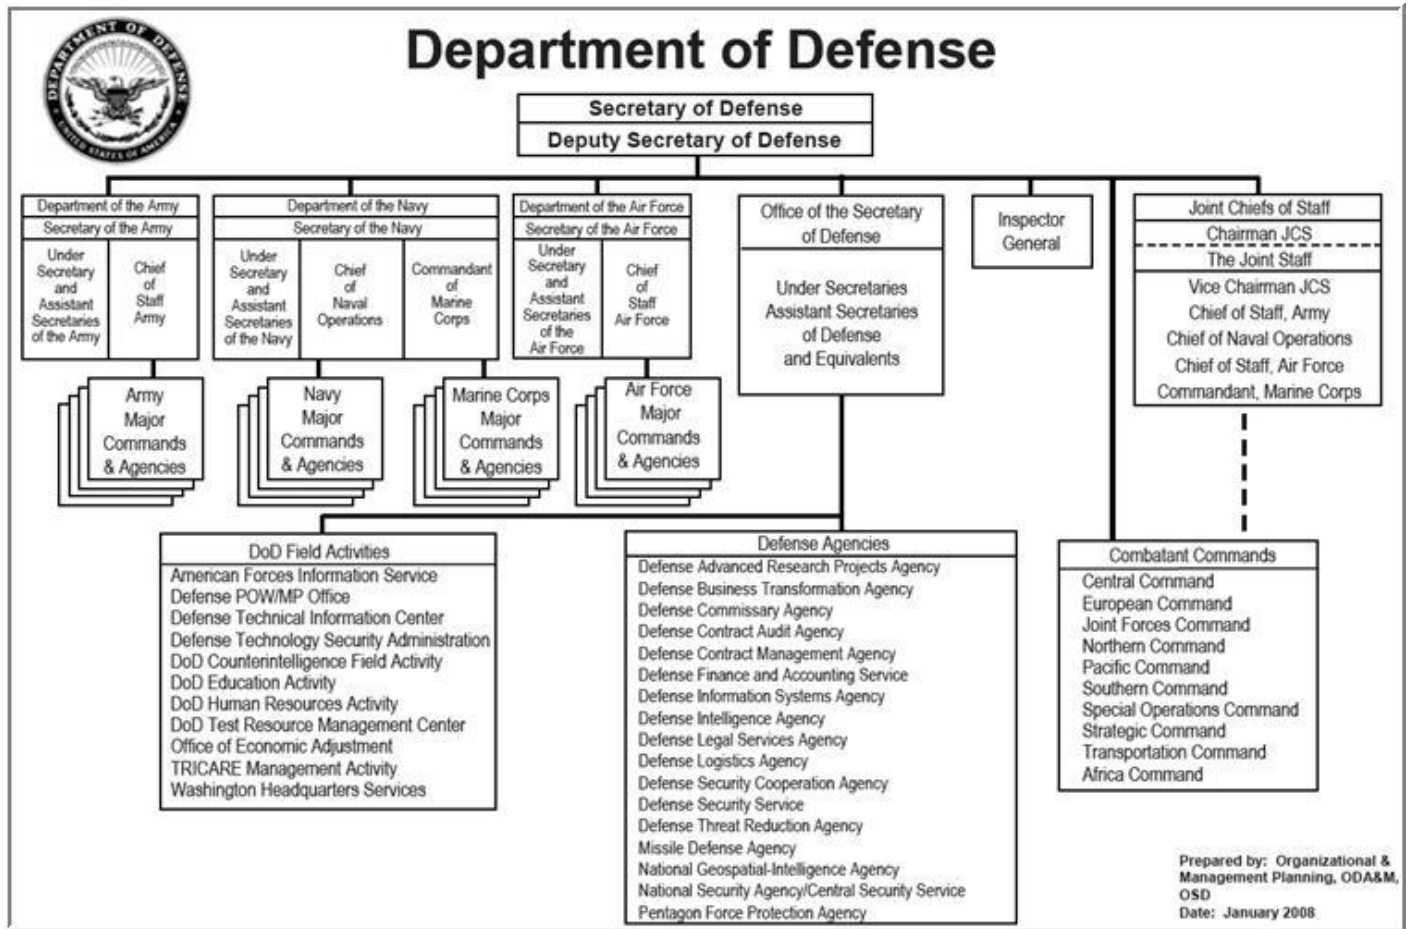 DEPARTMENT OF DEFENSE
UNITED STATES OF AMERICA
Department of Defense
Secretary of Defense
Deputy Secretary of Defense
Department of the Army
Secretary of the Army
Under
Secretary
and
Assistant
Secretaries
of the Army
Chief
of
Staff
Army
Army
Major
Commands
& Agencies
Department of the Navy
Secretary of the Navy
Under
Secretary
and
Assistant
Secretaries
of the Navy
Chief
of
Naval
Operations
Commandant
of
Marine
Corps
Navy
Major
Commands
& Agencies
Marine Corps
Major
Commands
& Agencies
Department of the Air Force
Secretary of the Air Force
Under
Secretary
and
Assistant
Secretaries
of the
Air Force
Chief
of
Staff
Air Force
Air Force
Major
Commands
& Agencies
Office of the Secretary
of Defense
Under Secretaries
Assistant Secretaries
of Defense
and Equivalents
Inspector
General
Joint Chiefs of Staff
Chairman JCS
The Joint Staff
Vice Chairman JCS
Chief of Staff, Army
Chief of Naval Operations
Chief of Staff, Air Force
Commandant, Marine Corps
DoD Field Activities
American Forces Information Service
Defense POW/MP Office
Defense Technical Information Center
Defense Technology Security Administration
DoD Counterintelligence Field Activity
DoD Education Activity
DoD Human Resources Activity
DoD Test Resource Management Center
Office of Economic Adjustment
TRICARE Management Activity
Washington Headquarters Services
Defense Agencies
Defense Advanced Research Projects Agency
Defense Business Transformation Agency
Defense Commissary Agency
Defense Contract Audit Agency
Defense Contract Management Agency
Defense Finance and Accounting Service
Defense Information Systems Agency
Defense Intelligence Agency
Defense Legal Services Agency
Defense Logistics Agency
Defense Security Cooperation Agency
Defense Security Service
Defense Threat Reduction Agency
Missile Defense Agency
National Geospatial-Intelligence Agency
National Security Agency/Central Security Service
Pentagon Force Protection Agency
Combatant Commands
Central Command
European Command
Joint Forces Command
Northern Command
Pacific Command
Southern Command
Special Operations Command
Strategic Command
Transportation Command
Africa Command
Prepared by: Organizational &
Management Planning, ODA&M,
OSD
Date: January 2008